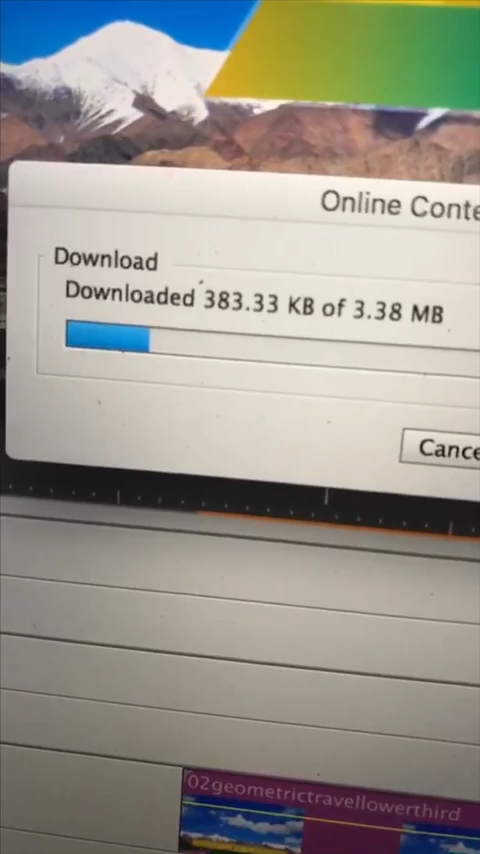 Online Conte
Download
Downloaded 383.33 KB of 3.38 MB
Cance
02geometrictravellowerthird